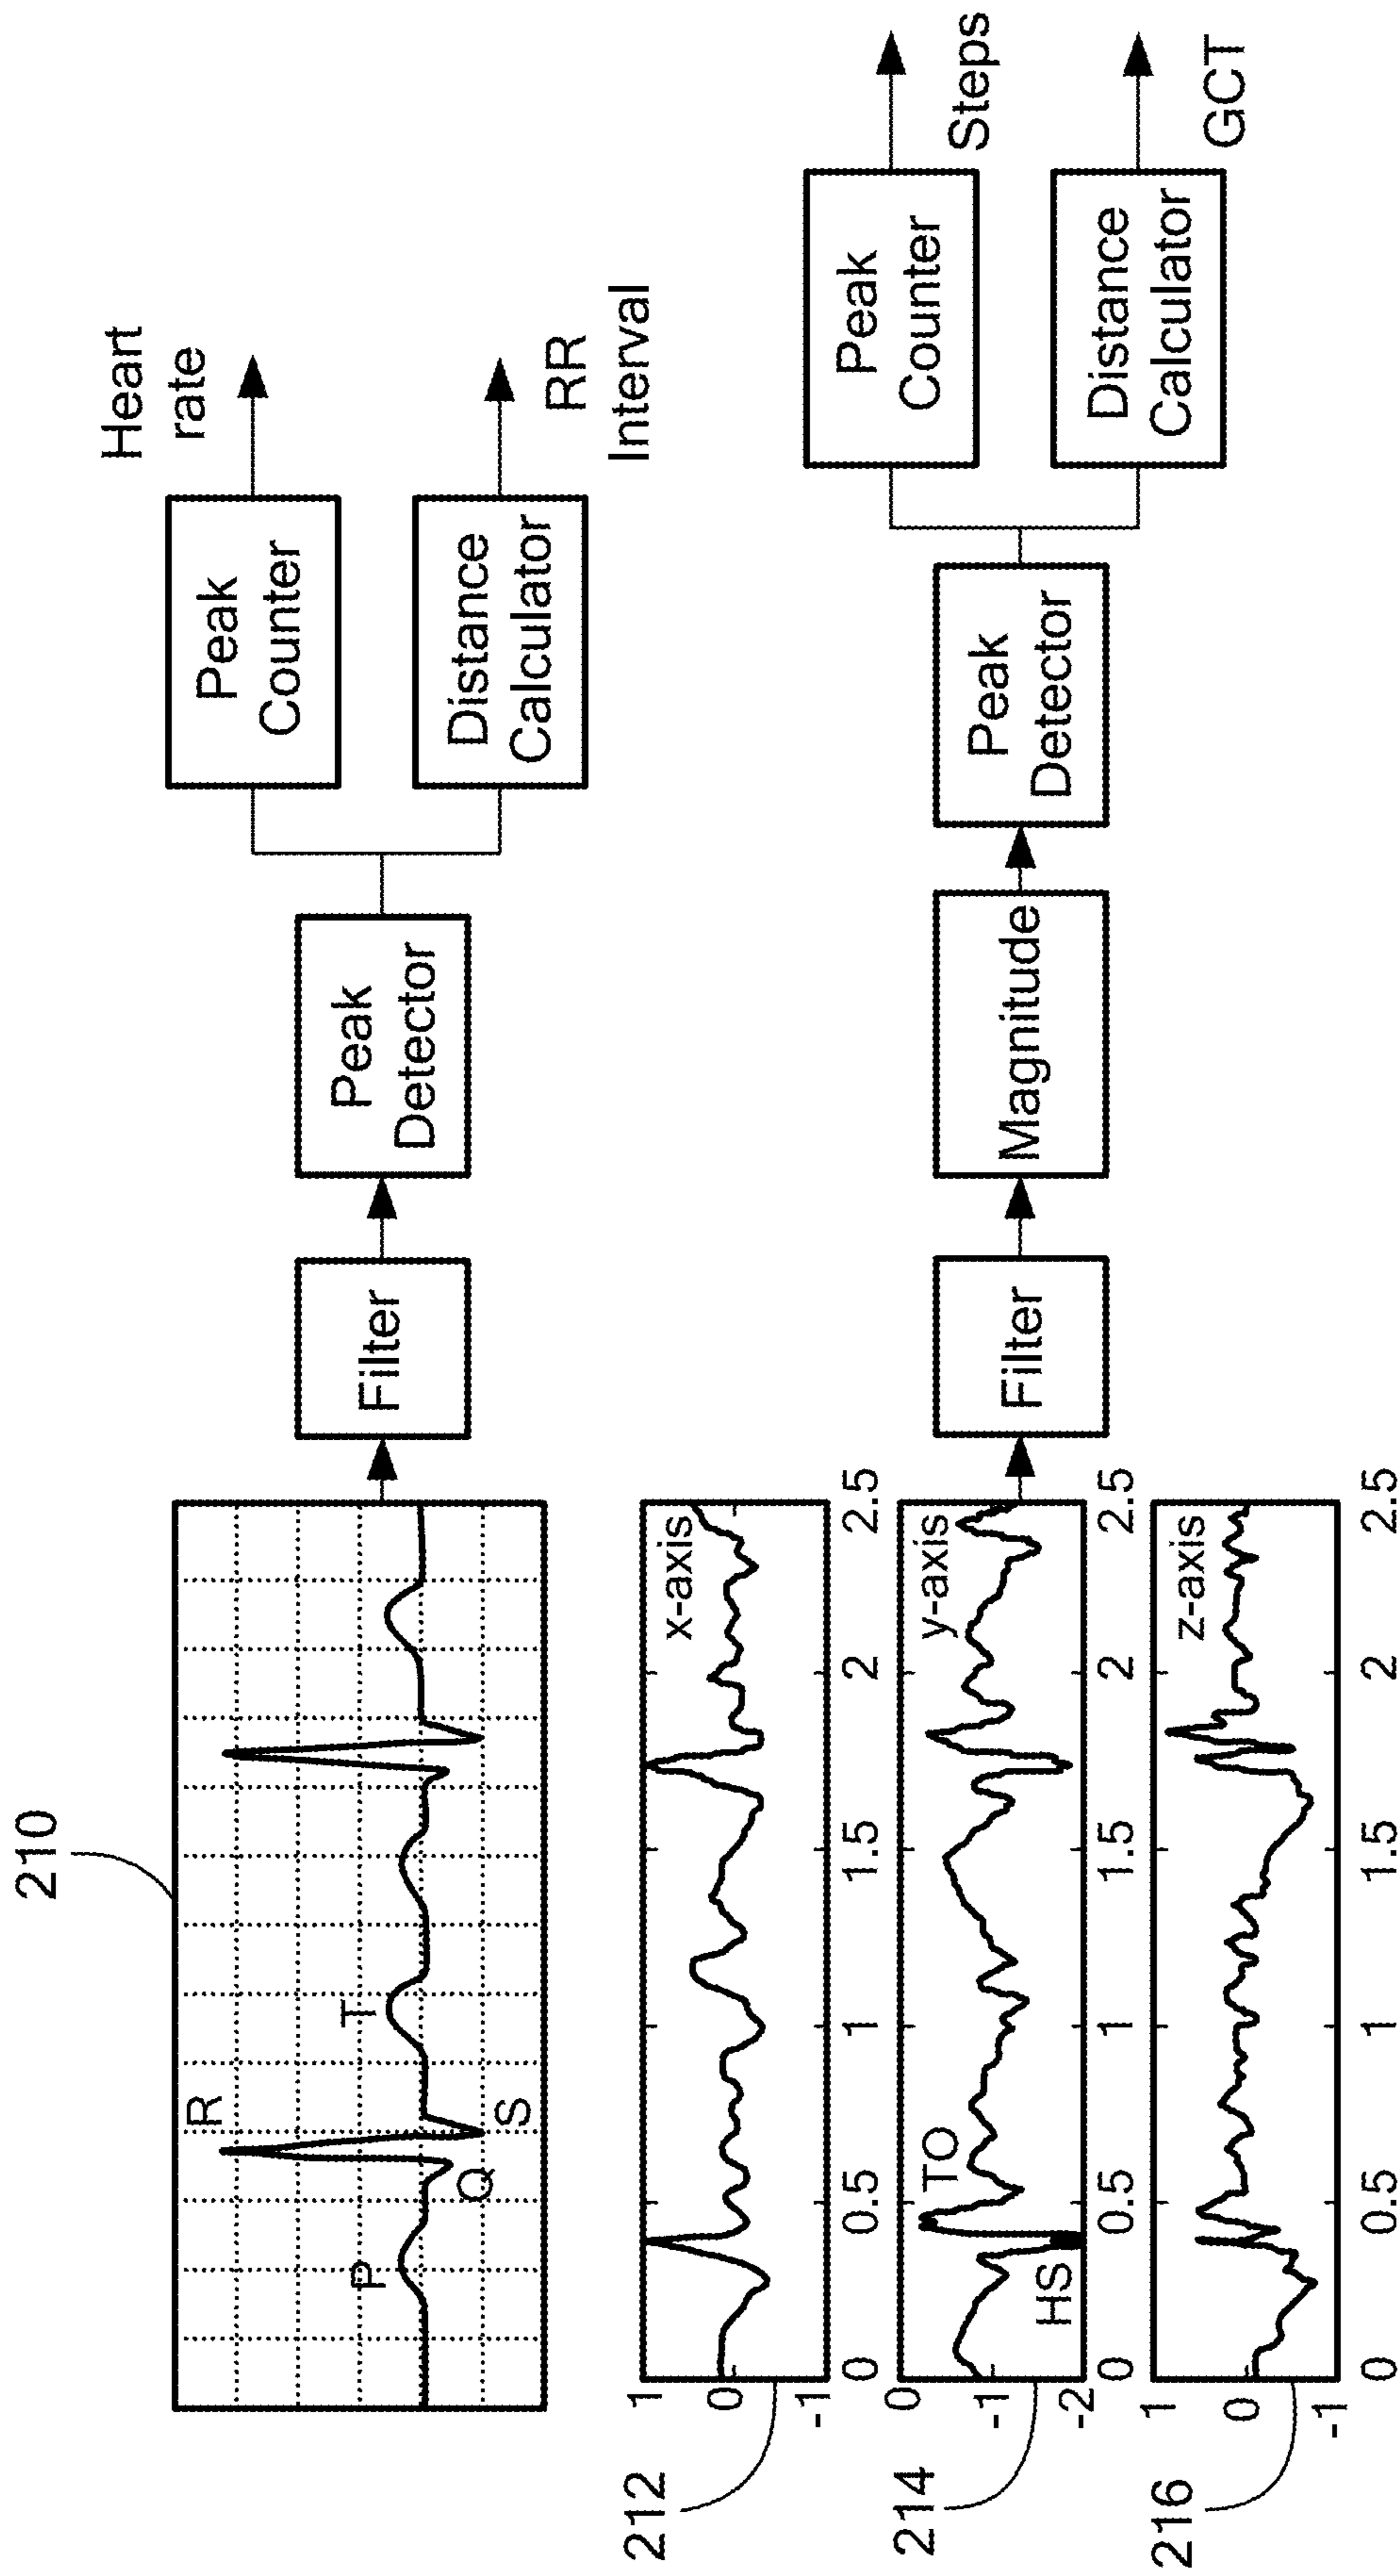 210
R
P
T
Q
S
Filter
Peak
Detector
Peak
Counter
Heart
rate
Distance
Calculator
RR
Interval
212
1
0
-1
x-axis
0
0.5
1
1.5
2
2.5
214
0
-1
-2
TO
HS
y-axis
0
0.5
1
1.5
2
2.5
216
1
0
-1
z-axis
0
0.5
1
1.5
2
2.5
Filter
Magnitude
Peak
Detector
Peak
Counter
Steps
Distance
Calculator
GCT